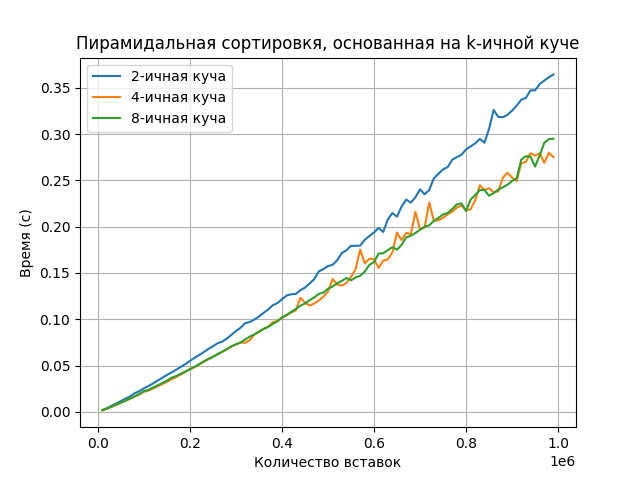 Пирамидальная сортировкя, основанная на k-ичной куче
2-ичная куча
4-ичная куча
8-ичная куча
Время (с)
0.35
0.30
0.25
0.20
0.15
0.10
0.05
0.00
0.0 0.2 0.4 0.6 0.8 1.0
1e6
Количество вставок